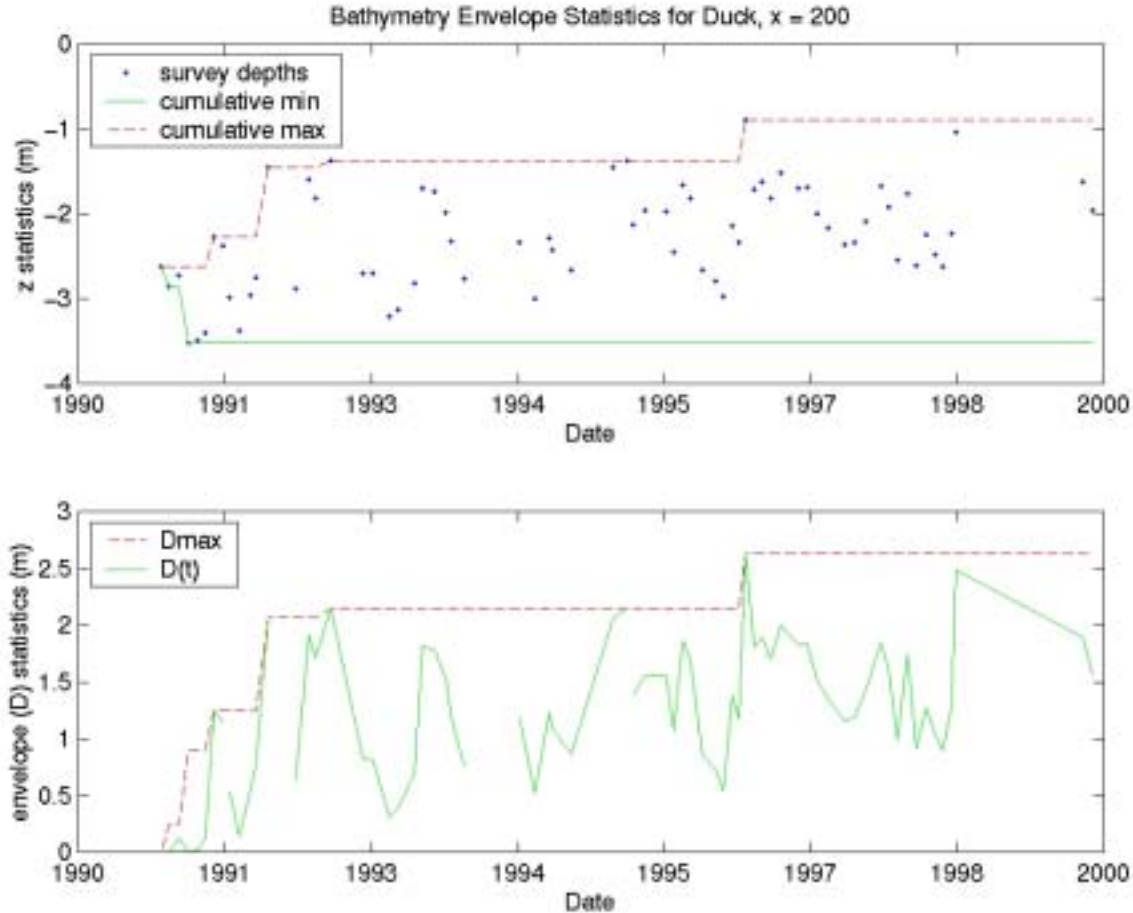 Bathymetry Envelope Statistics for Duck, x = 200
0
survey depths
cumulative min
cumulative max
−1
−2
−3
−4
z statistics (m)
1990 1991 1993 1994 1995 1997 1998 2000
Date
3
Dmax
D(t)
2.5
2
1.5
1
0.5
0
envelope (D) statistics (m)
1990 1991 1993 1994 1995 1997 1998 2000
Date